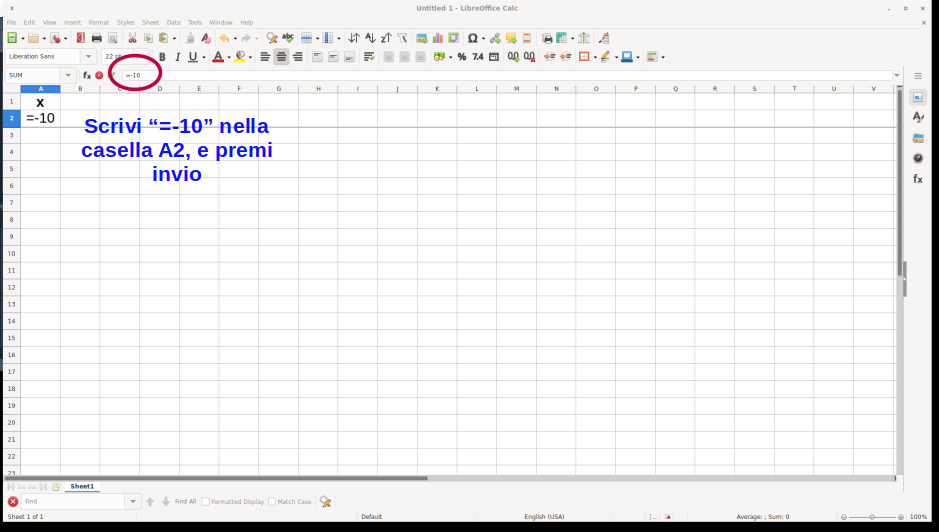 Untitled 1 - LibreOffice Calc
File Edit View Insert Format Styles Sheet Data Tools Window Help
Liberation Sans 22
SUM =-10
A B C D E F G H I J K L M N O P Q R S T U V
1 x
2 =-10
Scrivi “=-10” nella
casella A2, e premi
invio
3
4
5
6
7
8
9
10
11
12
13
14
15
16
17
18
19
20
21
22
23
Sheet1
Find Find All Formatted Display Match Case
Sheet 1 of 1 Default English (USA) Average: ; Sum: 0 100%